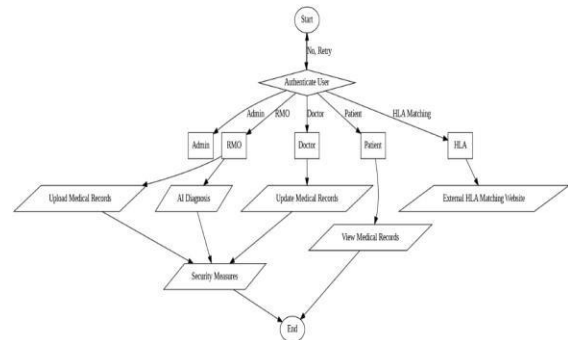 Start
No, Retry
Authenticate User
Admin
RMO
Doctor
Patient
HLA Matching
Admin
RMO
Doctor
Patient
HLA
Upload Medical Records
AI Diagnosis
Update Medical Records
External HLA Matching Website
View Medical Records
Security Measures
End